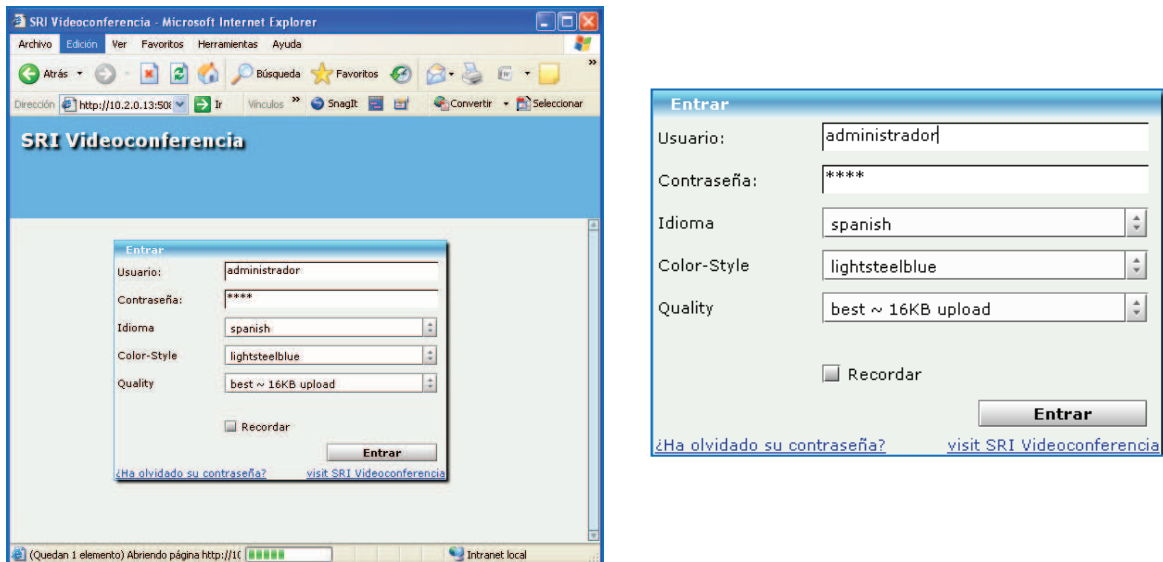 SRI Videoconferencia - Microsoft Internet Explorer
Archivo Edición Ver Favoritos Herramientas Ayuda
Atrás Búsqueda Favoritos »
Dirección http://10.2.0.13:508 Ir Vínculos » SnagIt Convertir Seleccionar
SRI Videoconferencia
Entrar
Usuario: administrador
Contraseña: ****
Idioma spanish
Color-Style lightsteelblue
Quality best ~ 16KB upload
Recordar
Entrar
¿Ha olvidado su contraseña? visit SRI Videoconferencia
(Quedan 1 elemento) Abriendo página http://1( Intranet local
Entrar
Usuario: administrador
Contraseña: ****
Idioma spanish
Color-Style lightsteelblue
Quality best ~ 16KB upload
Recordar
Entrar
¿Ha olvidado su contraseña? visit SRI Videoconferencia